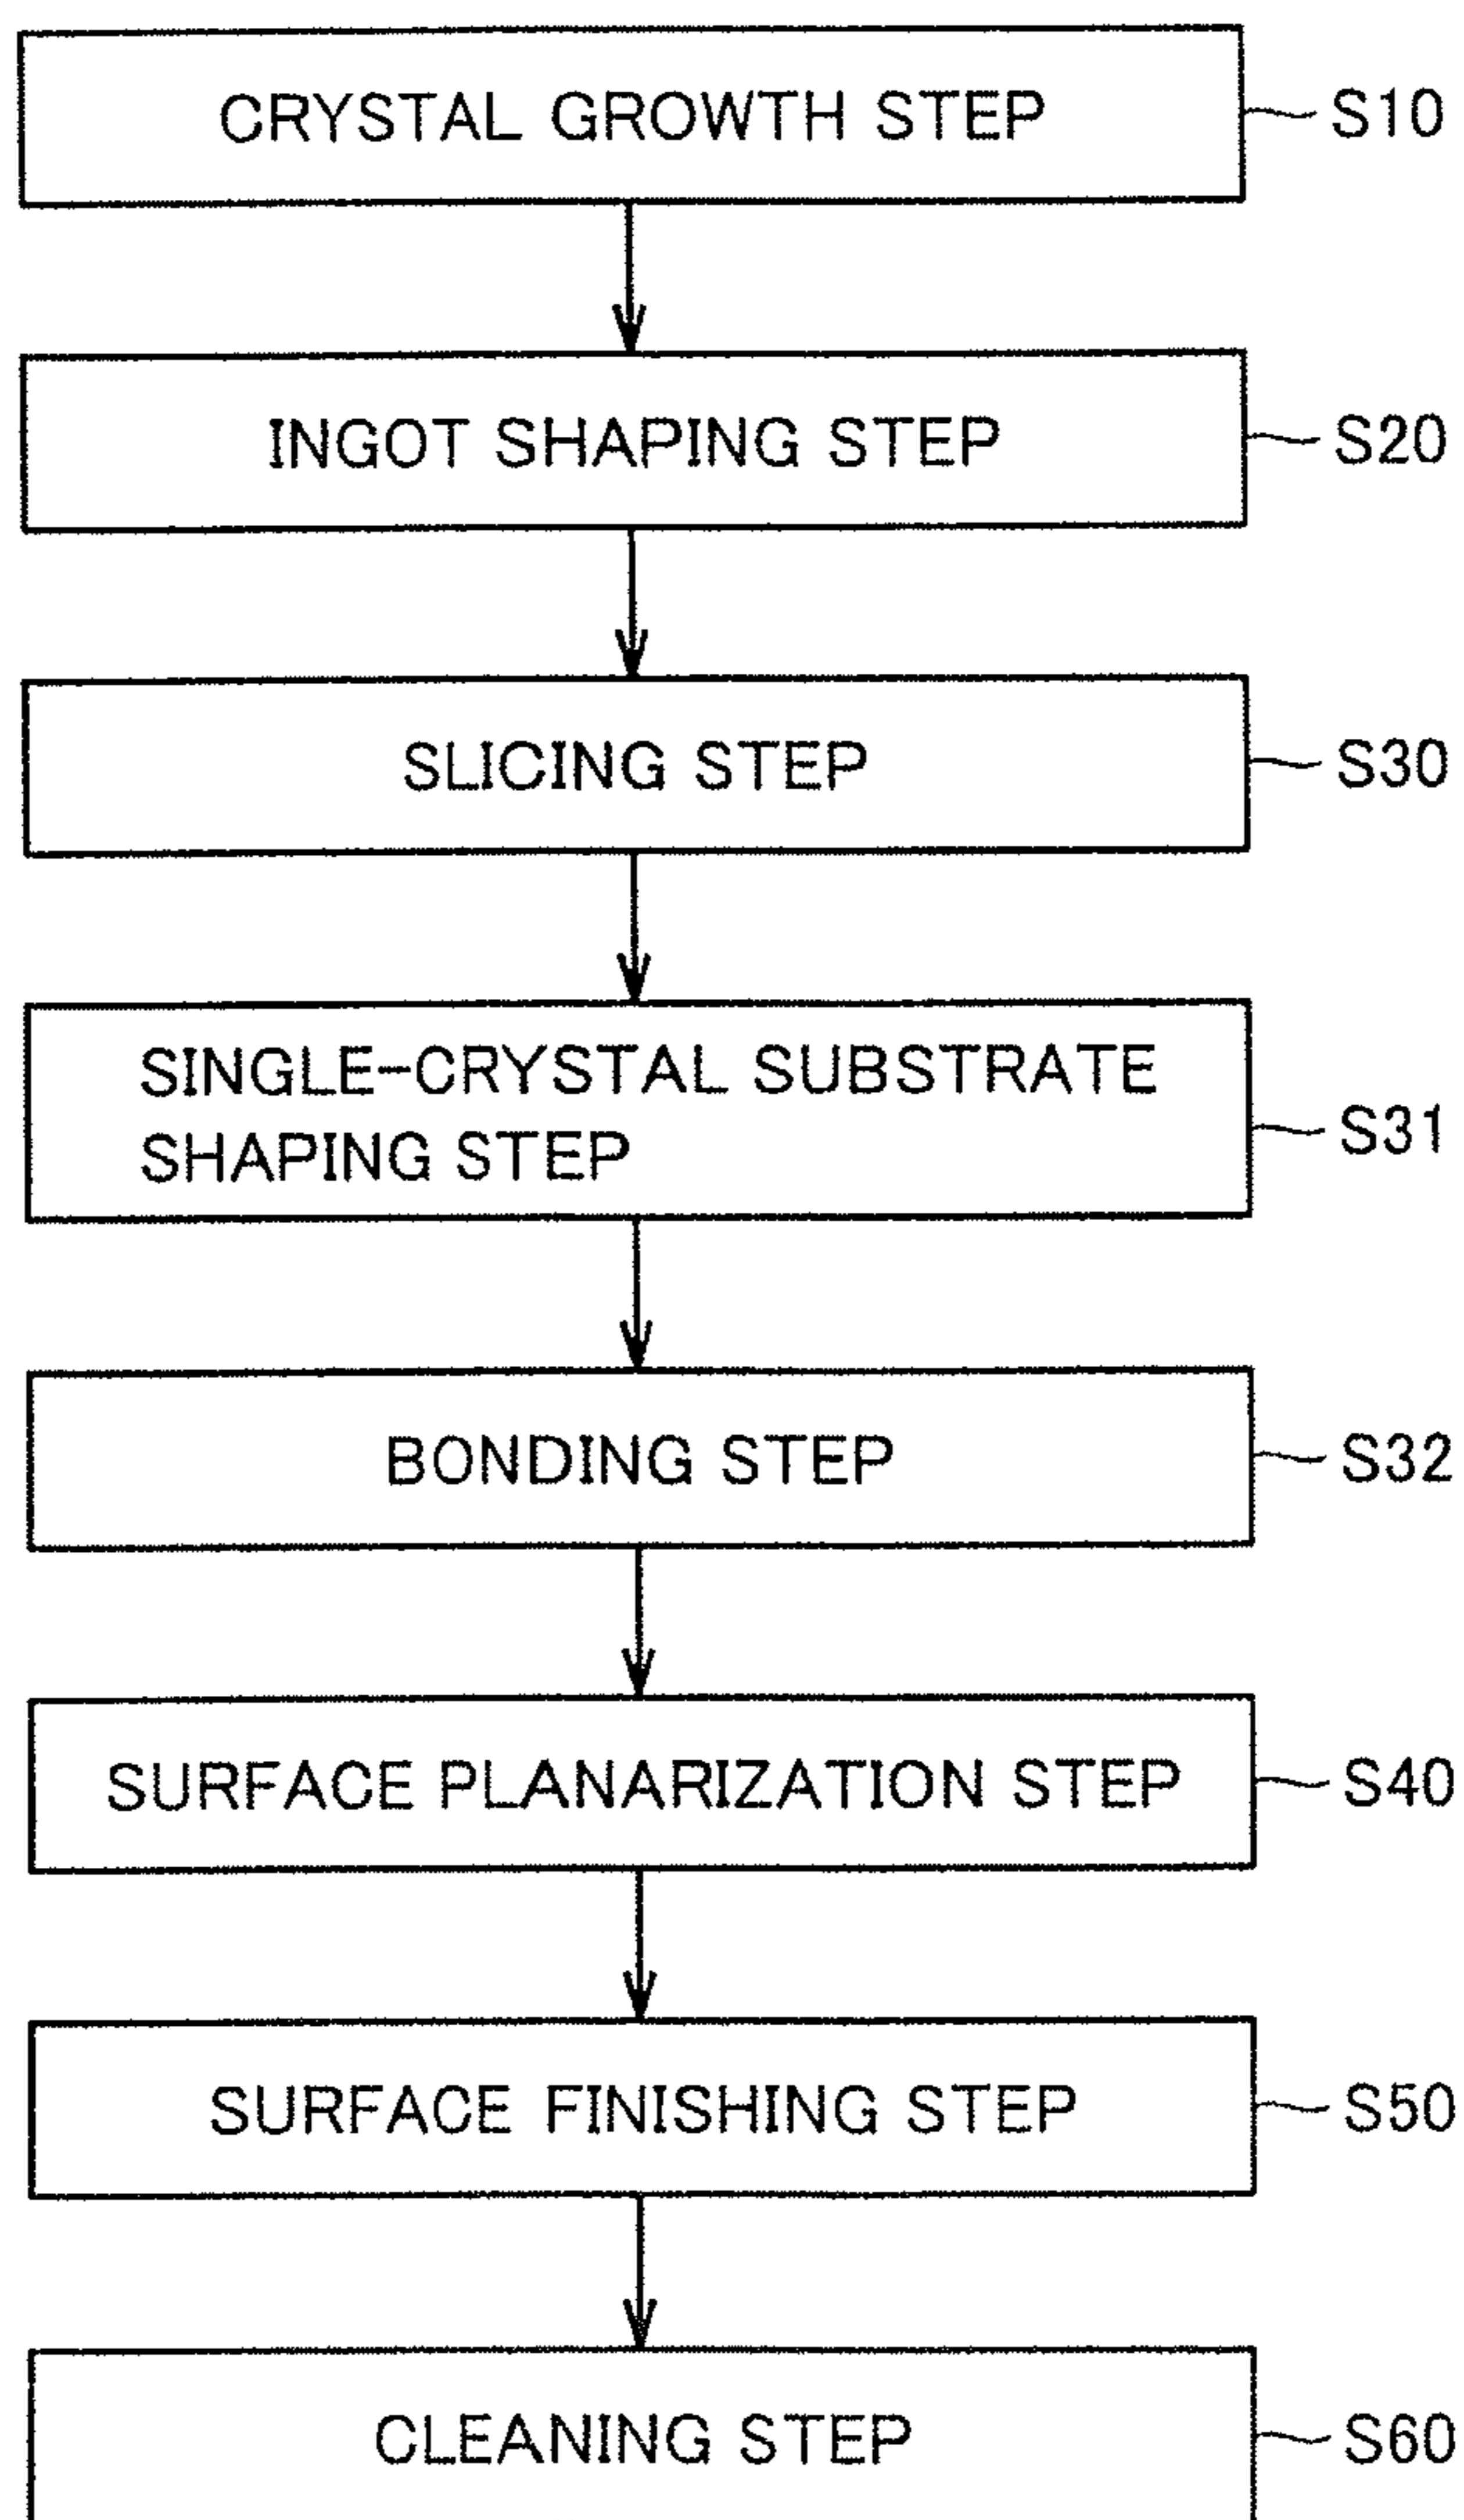 CRYSTAL GROWTH STEP S10
INGOT SHAPING STEP S20
SLICING STEP S30
SINGLE-CRYSTAL SUBSTRATE
SHAPING STEP
S31
BONDING STEP S32
SURFACE PLANARIZATION STEP S40
SURFACE FINISHING STEP S50
CLEANING STEP S60